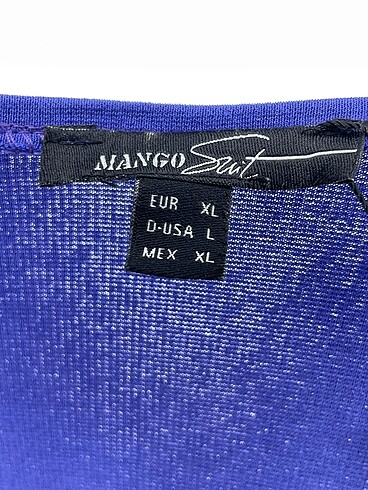 MANGO Suit
EUR XL
D-USA L
MEX XL